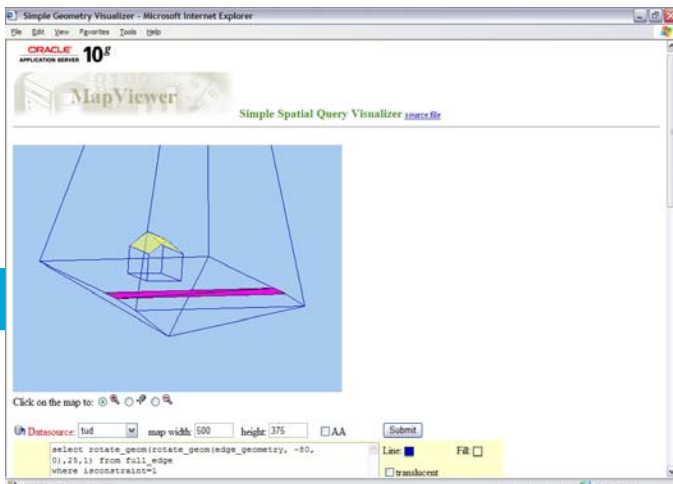 Simple Geometry Visualizer - Microsoft Internet Explorer
File Edit View Favorites Tools Help
ORACLE
APPLICATION SERVER 10g
MapViewer
Simple Spatial Query Visualizer source file
Click on the map to:
Datasource: tud map width: 500 height: 375 AA Submit
select rotate_geom(rotate_geom(edge_geometry, -80,
0),25,1) from full_edge
where isconstraint=1
Line: Fill:
translucent